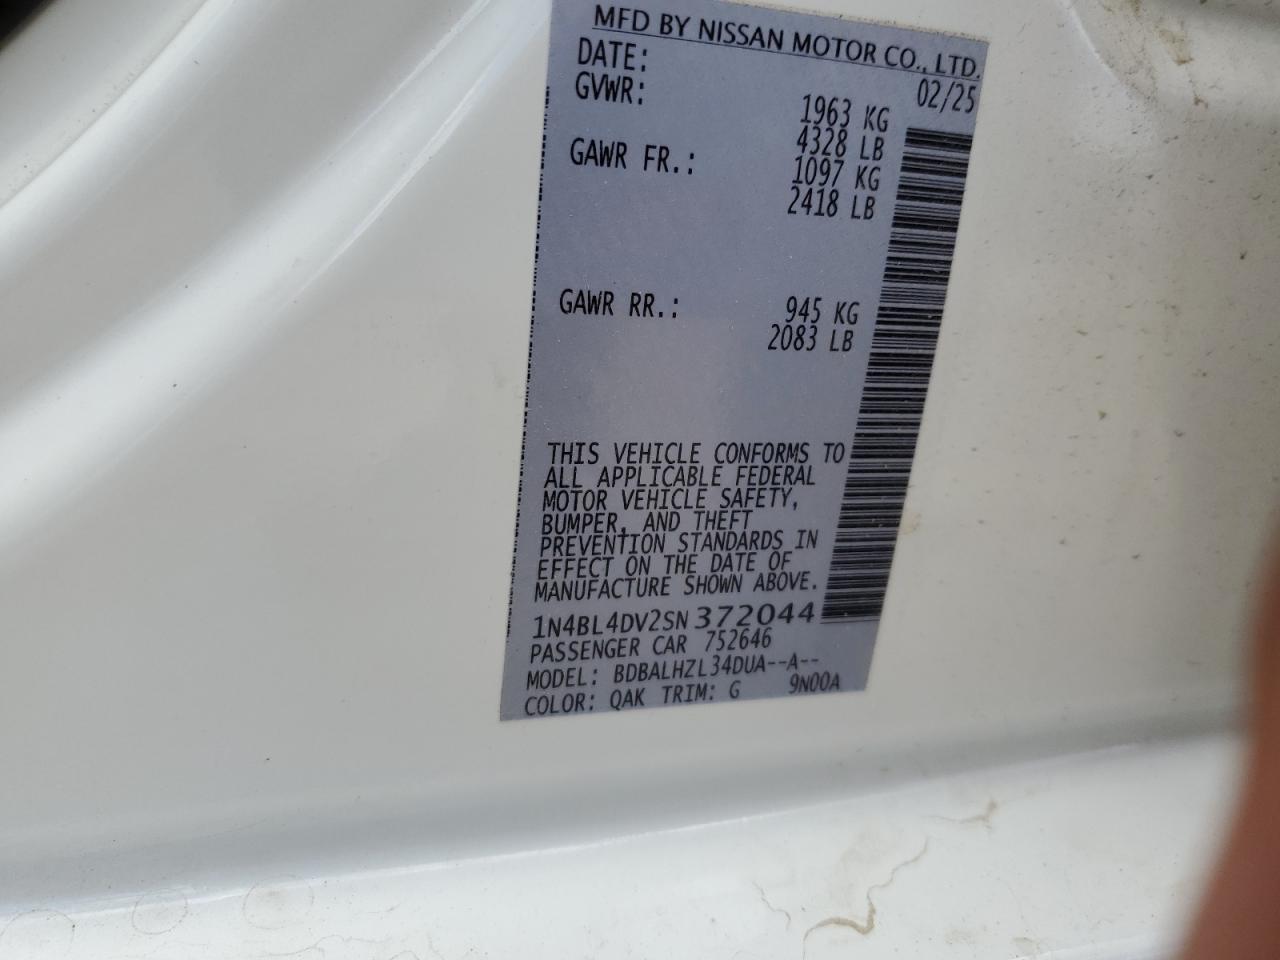 MFD BY NISSAN MOTOR CO., LTD.
DATE: 02/25
GVWR: 1963 KG
4328 LB
GAWR FR.: 1097 KG
2418 LB
GAWR RR.: 945 KG
2083 LB
THIS VEHICLE CONFORMS TO
ALL APPLICABLE FEDERAL
MOTOR VEHICLE SAFETY,
BUMPER, AND THEFT
PREVENTION STANDARDS IN
EFFECT ON THE DATE OF
MANUFACTURE SHOWN ABOVE.
1N4BL4DV2SN372044
PASSENGER CAR 752646
MODEL: BDBALHZL34DUA--A--
COLOR: QAK TRIM: G 9N00A